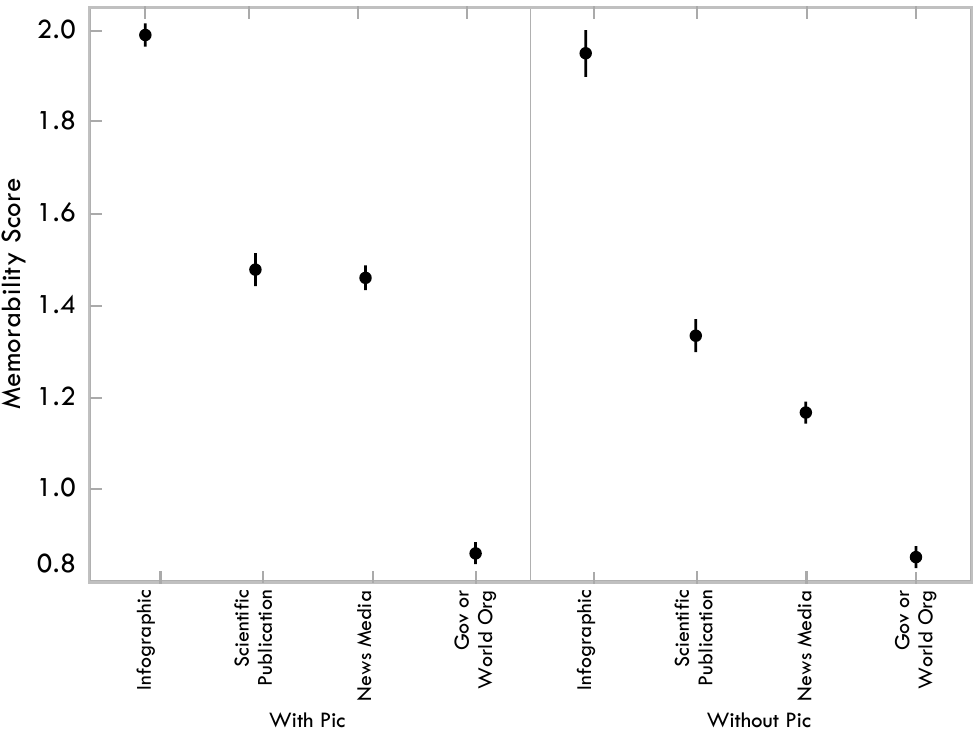 Memorability Score
2.0
1.8
1.6
1.4
1.2
1.0
0.8
Infographic
Scientific
Publication
News Media
Gov or
World Org
Infographic
Scientific
Publication
News Media
Gov or
World Org
With Pic
Without Pic